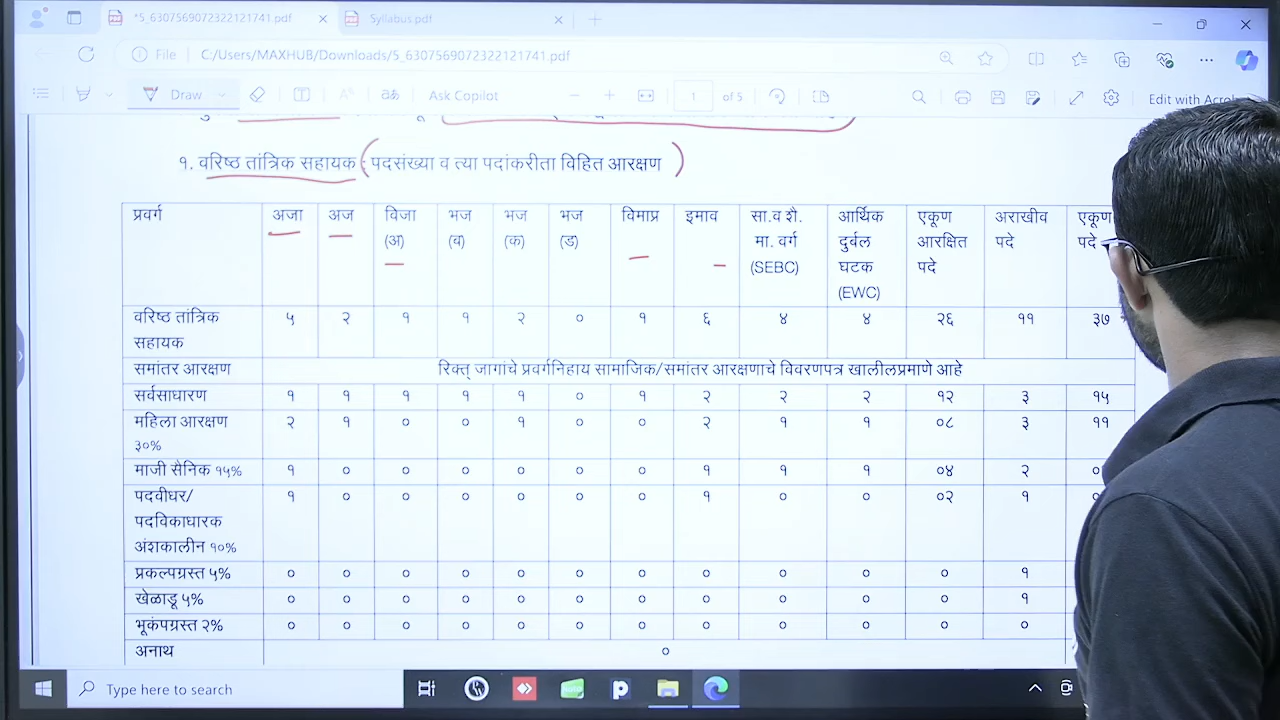 *5_6307569072322121741.pdf
Syllabus.pdf
File C:/Users/MAXHUB/Downloads/5_6307569072322121741.pdf
Draw
aあ
Ask Copilot
1 of 5
Edit with Acrob
१. वरिष्ठ तांत्रिक सहायक - पदसंख्या व त्या पदांकरीता विहित आरक्षण
प्रवर्ग अजा अज विजा (अ) भज (ब) भज (क) भज (ड) विमाप्र इमाव सा.व शै. मा. वर्ग (SEBC) आर्थिक दुर्बल घटक (EWC) एकूण आरक्षित पदे अराखीव पदे एकूण पदे
वरिष्ठ तांत्रिक सहायक ५ २ १ १ २ ० १ ६ ४ ४ २६ ११ ३७
समांतर आरक्षण रिक्त् जागांचे प्रवर्गनिहाय सामाजिक/समांतर आरक्षणाचे विवरणपत्र खालीलप्रमाणे आहे
सर्वसाधारण १ १ १ १ १ ० १ २ २ २ १२ ३ १५
महिला आरक्षण ३०% २ १ ० ० १ ० ० २ १ १ ०८ ३ ११
माजी सैनिक १५% १ ० ० ० ० ० ० १ १ १ ०४ २ ०
पदवीधर/ पदविकाधारक अंशकालीन १०% १ ० ० ० ० ० ० १ ० ० ०२ १
प्रकल्पग्रस्त ५% ० ० ० ० ० ० ० ० ० ० ० १
खेळाडू ५% ० ० ० ० ० ० ० ० ० ० ० १
भूकंपग्रस्त २% ० ० ० ० ० ० ० ० ० ० ० ०
अनाथ ०
Type here to search